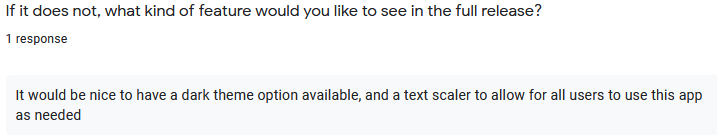 If it does not, what kind of feature would you like to see in the full release?
1 response
It would be nice to have a dark theme option available, and a text scaler to allow for all users to use this app
as needed